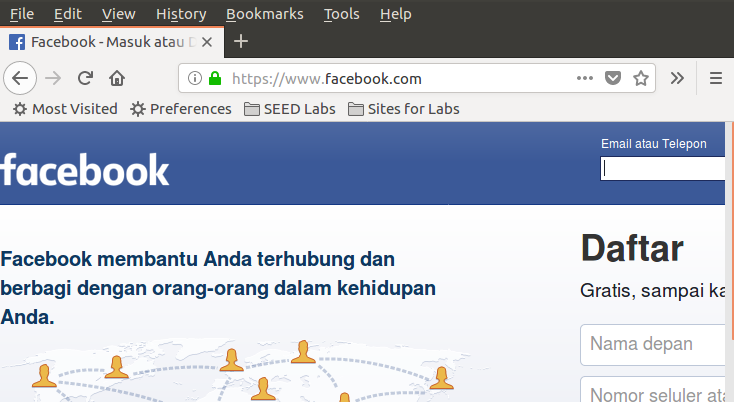 File Edit View History Bookmarks Tools Help
Facebook - Masuk atau D
https://www.facebook.com
Most Visited Preferences SEED Labs Sites for Labs
facebook
Email atau Telepon
Facebook membantu Anda terhubung dan
berbagi dengan orang-orang dalam kehidupan
Anda.
Daftar
Gratis, sampai ka
Nama depan
Nomor seluler atau